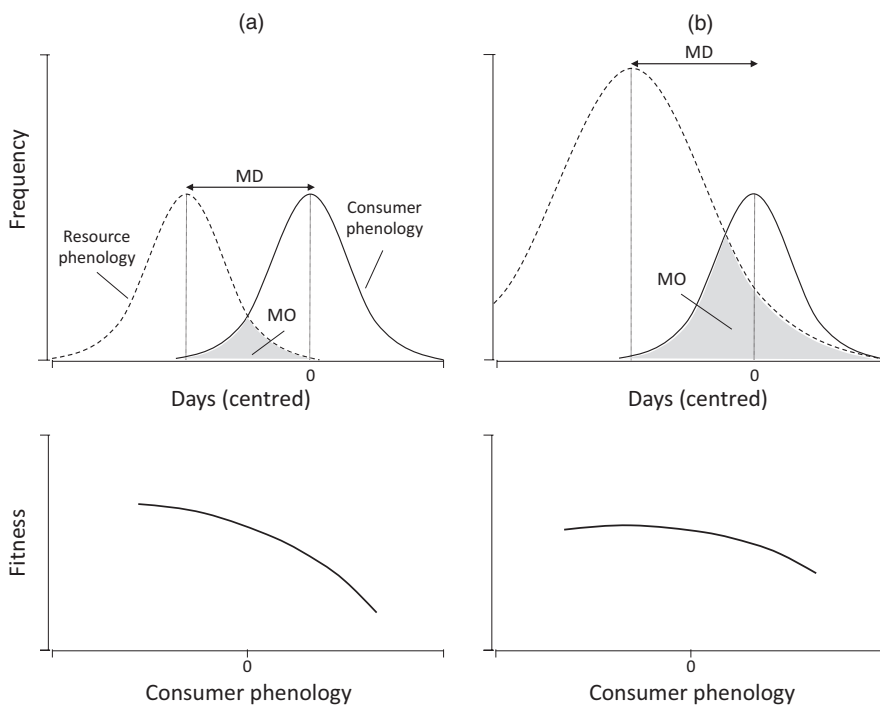 (a)
MD
Frequency
Resource
phenology
Consumer
phenology
MO
0
Days (centred)
(b)
MD
MO
0
Days (centred)
Fitness
0
Consumer phenology
0
Consumer phenology